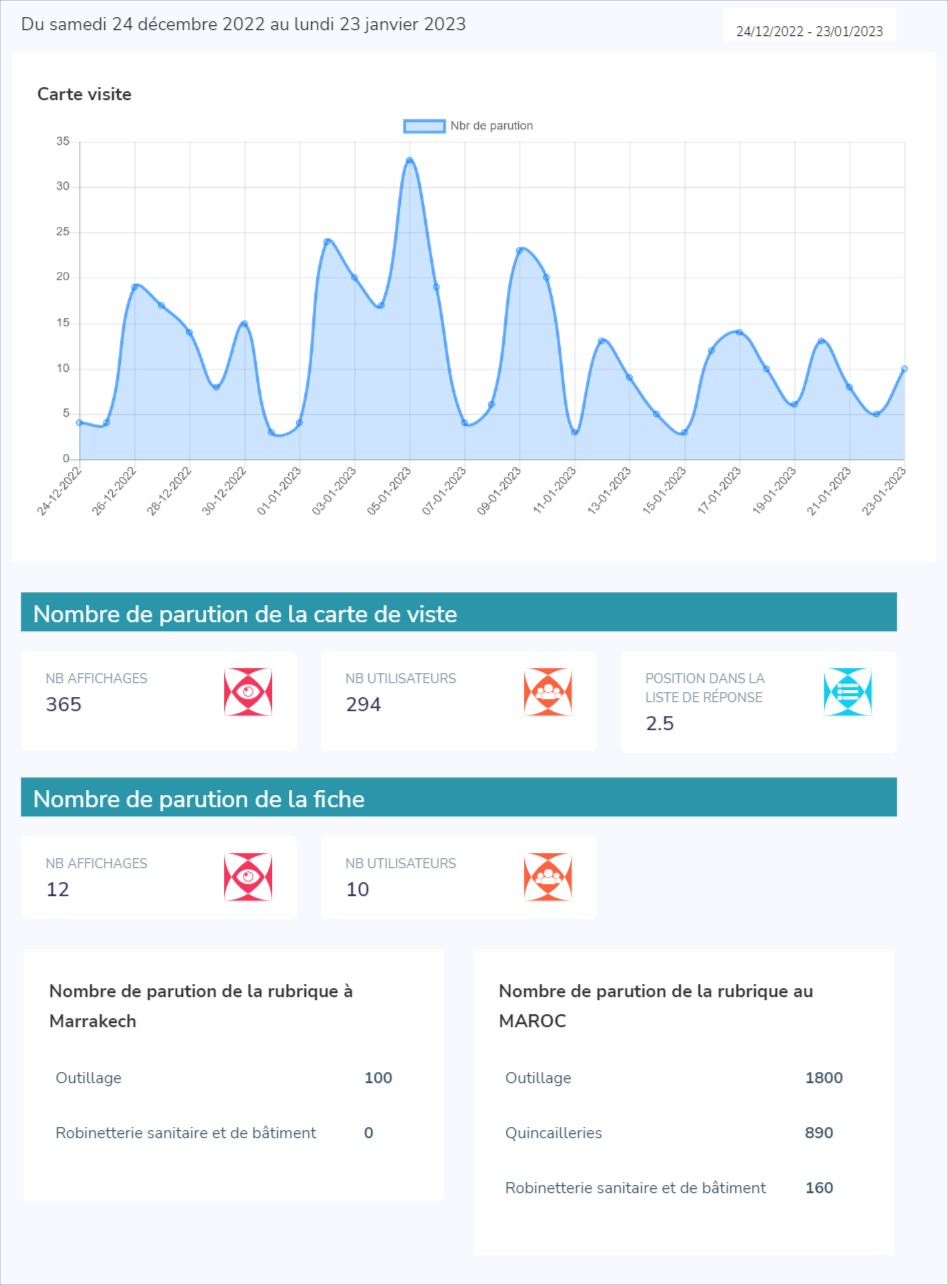 Du samedi 24 décembre 2022 au lundi 23 janvier 2023
24/12/2022 - 23/01/2023
Carte visite
Nbr de parution
35
30
25
20
15
10
5
0
24-12-2022
26-12-2022
28-12-2022
30-12-2022
01-01-2023
03-01-2023
05-01-2023
07-01-2023
09-01-2023
11-01-2023
13-01-2023
15-01-2023
17-01-2023
19-01-2023
21-01-2023
23-01-2023
Nombre de parution de la carte de viste
NB AFFICHAGES
365
NB UTILISATEURS
294
POSITION DANS LA
LISTE DE RÉPONSE
2.5
Nombre de parution de la fiche
NB AFFICHAGES
12
NB UTILISATEURS
10
Nombre de parution de la rubrique à
Marrakech
Outillage 100
Robinetterie sanitaire et de bâtiment 0
Nombre de parution de la rubrique au
MAROC
Outillage 1800
Quincailleries 890
Robinetterie sanitaire et de bâtiment 160